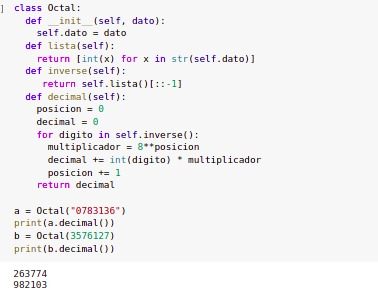 ] class Octal:
    def __init__(self, dato):
      self.dato = dato
    def lista(self):
      return [int(x) for x in str(self.dato)]
    def inverse(self):
       return self.lista()[::-1]
    def decimal(self):
      posicion = 0
      decimal = 0
      for digito in self.inverse():
        multiplicador = 8**posicion
        decimal += int(digito) * multiplicador
        posicion += 1
      return decimal

  a = Octal("0783136")
  print(a.decimal())
  b = Octal(3576127)
  print(b.decimal())

  263774
  982103